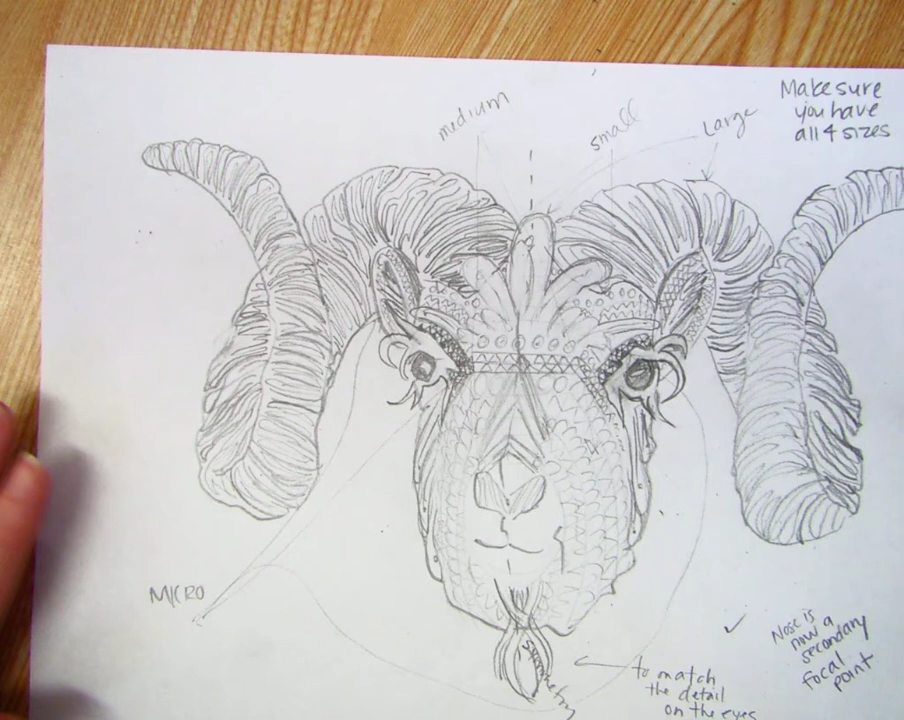 Make sure
you have
all 4 sizes
medium
small
Large
MICRO
Nose is
now a
secondary
focal
point
to match
the detail
on the eyes